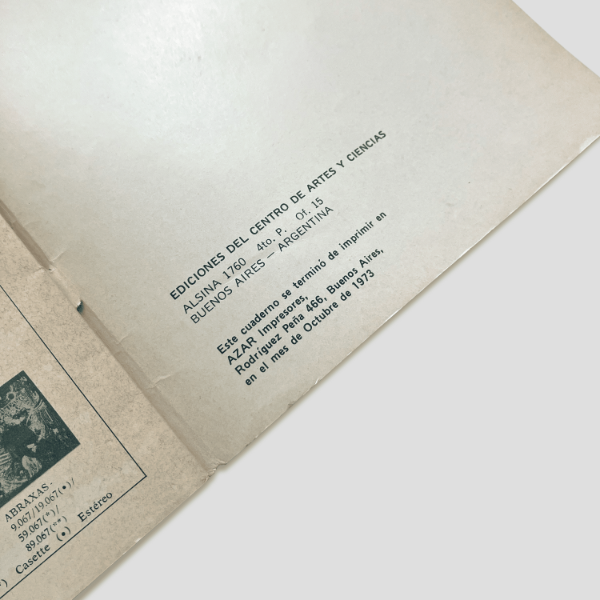 EDICIONES DEL CENTRO DE ARTES Y CIENCIAS
ALSINA 1760 4to. P. Of. 15
BUENOS AIRES — ARGENTINA
Este cuaderno se terminó de imprimir en
AZAR Impresores,
Rodríguez Peña 466, Buenos Aires,
en el mes de Octubre de 1973
ABRAXAS.
9.067/19.067(•)/
59.067(*)/
89.067(**)
) Casette (•) Estéreo